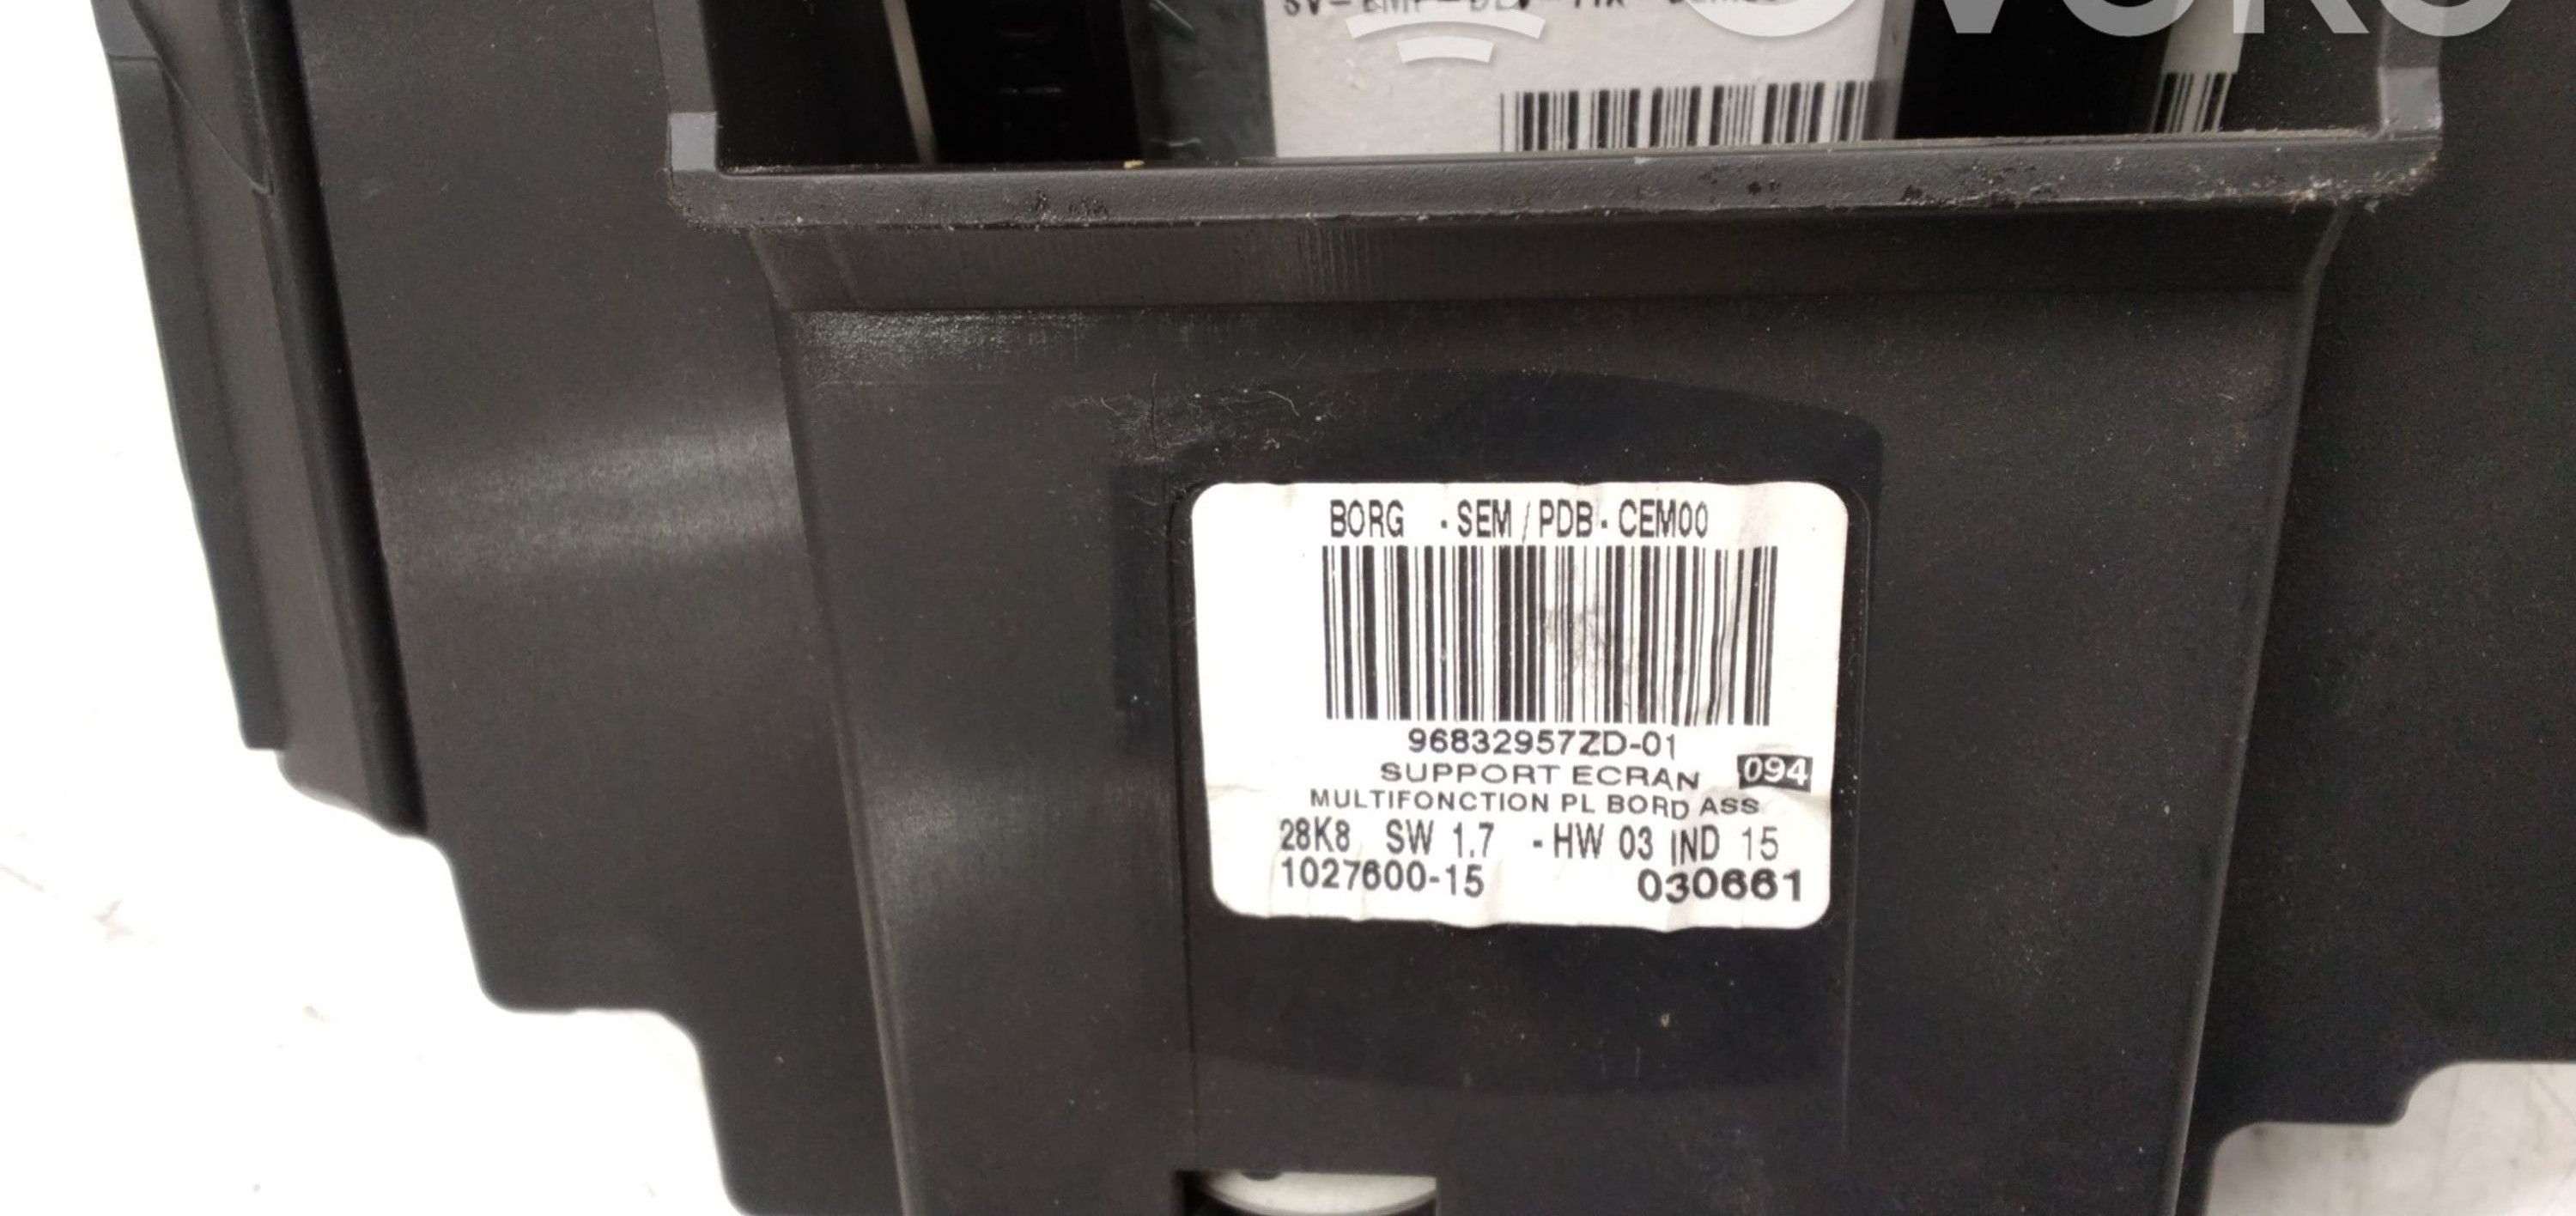 BORG - SEM / PDB - CEM00
96832957ZD-01
SUPPORT ECRAN 094
MULTIFONCTION PL BORD ASS
28K8 SW 1.7 - HW 03 IND 15
1027600-15 030661